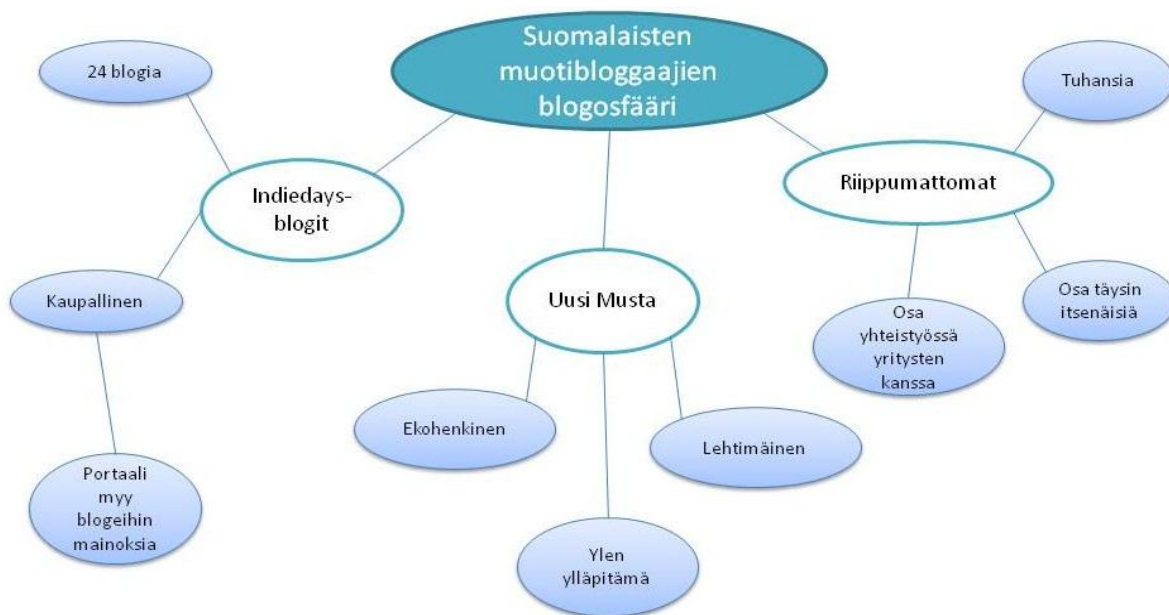 Suomalaisten
muotibloggaajien
blogosfääri
24 blogia
Tuhansia
Indiedays-
blogit
Riippumattomat
Kaupallinen
Uusi Musta
Osa
yhteistyössä
yritysten
kanssa
Osa täysin
itsenäisiä
Ekohenkinen
Lehtimäinen
Portaali
myy
blogeihin
mainoksia
Ylen
ylläpitämä